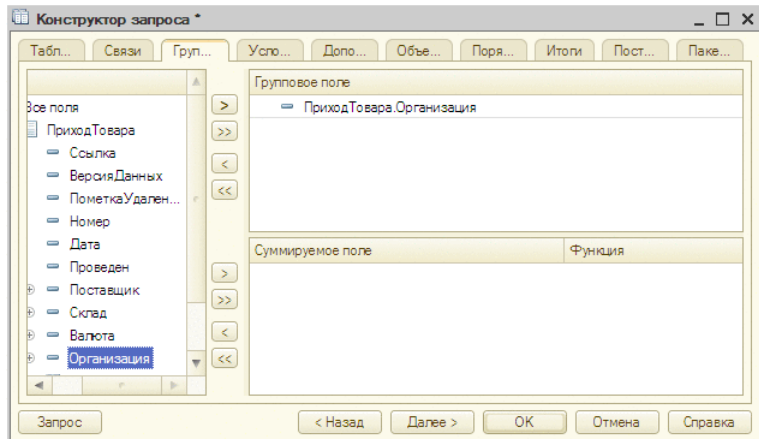 Конструктор запроса *
Табл... Связи Груп... Усло... Допо... Объе... Поря... Итоги Пост... Паке...
Групповое поле
ПриходТовара.Организация
Все поля
ПриходТовара
Ссылка
ВерсияДанных
ПометкаУдален...
Номер
Дата
Проведен
Поставщик
Склад
Валюта
Организация
>
>>
<
<<
Суммируемое поле Функция
>
>>
<
<<
Запрос < Назад Далее > OK Отмена Справка